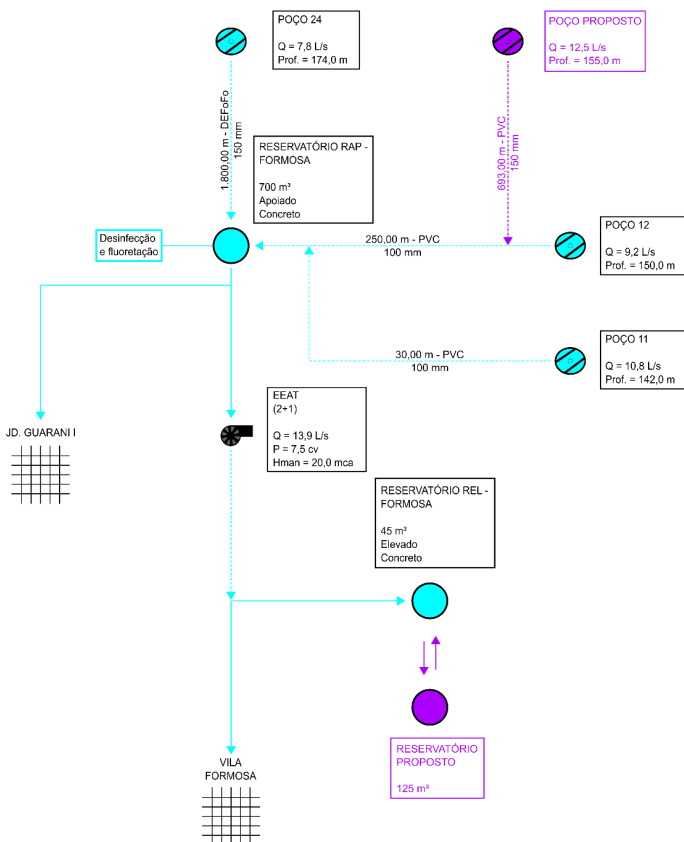 POÇO 24
Q = 7,8 L/s
Prof. = 174,0 m
POÇO PROPOSTO
Q = 12,5 L/s
Prof. = 155,0 m
1.800,00 m - DEFoFo
150 mm
693,00 m - PVC
150 mm
RESERVATÓRIO RAP -
FORMOSA
700 m³
Apoiado
Concreto
Desinfecção
e fluoretação
250,00 m - PVC
100 mm
POÇO 12
Q = 9,2 L/s
Prof. = 150,0 m
30,00 m - PVC
100 mm
POÇO 11
Q = 10,8 L/s
Prof. = 142,0 m
JD. GUARANI I
EEAT
(2+1)
Q = 13,9 L/s
P = 7,5 cv
Hman = 20,0 mca
RESERVATÓRIO REL -
FORMOSA
45 m³
Elevado
Concreto
RESERVATÓRIO
PROPOSTO
125 m³
VILA
FORMOSA